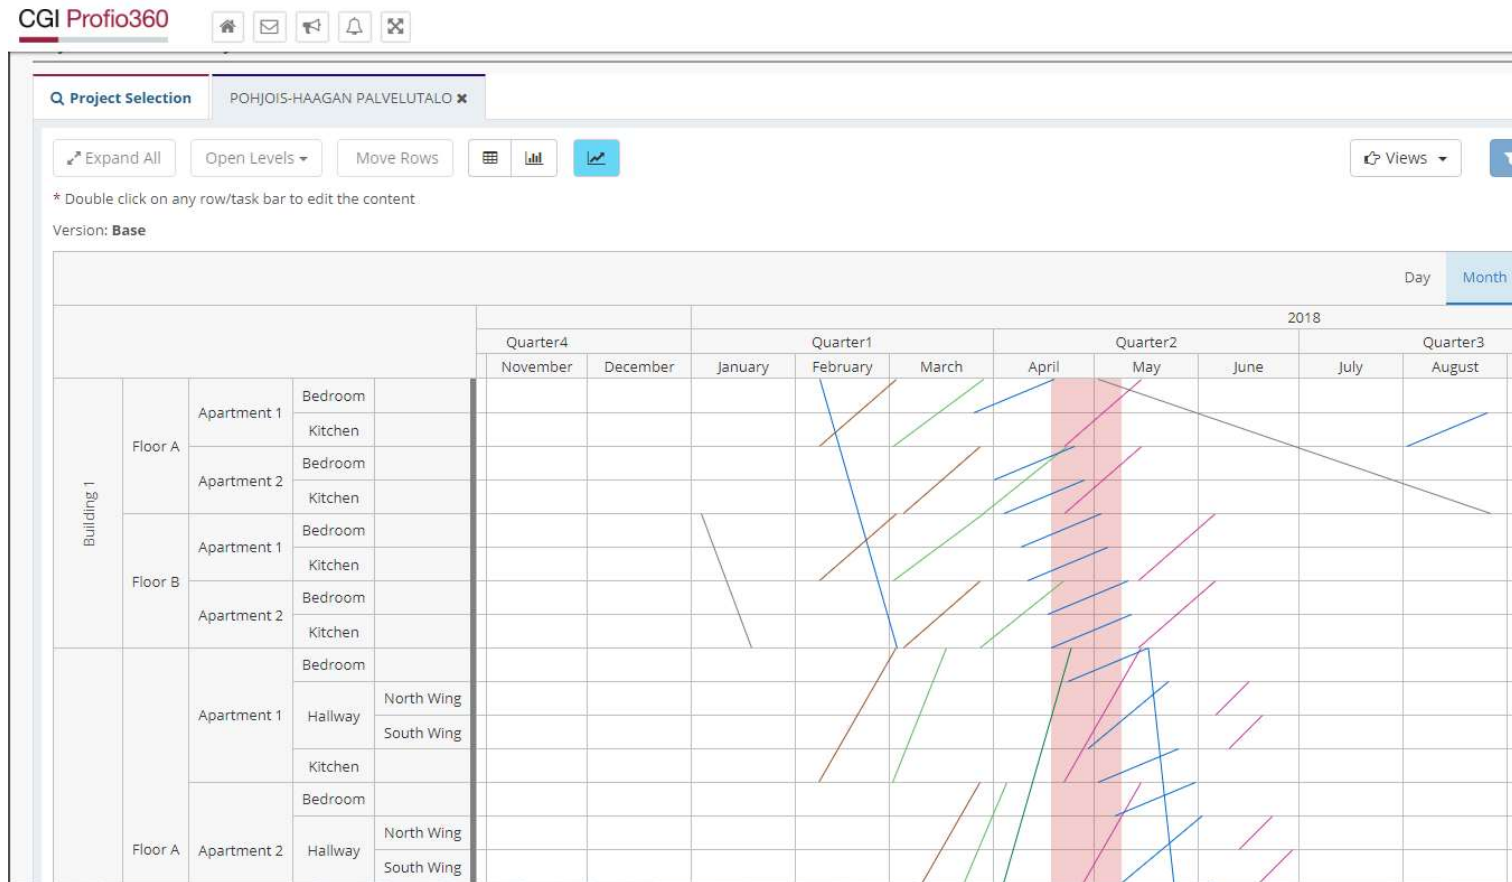 CGI Profio360
Project Selection
POHJOIS-HAAGAN PALVELUTALO ×
Expand All
Open Levels
Move Rows
Views
* Double click on any row/task bar to edit the content
Version: Base
Day
Month
2018
Quarter4
Quarter1
Quarter2
Quarter3
November
December
January
February
March
April
May
June
July
August
Building 1
Floor A
Apartment 1
Bedroom
Kitchen
Apartment 2
Bedroom
Kitchen
Floor B
Apartment 1
Bedroom
Kitchen
Apartment 2
Bedroom
Kitchen
Floor A
Apartment 1
Bedroom
Hallway
North Wing
South Wing
Kitchen
Apartment 2
Bedroom
Hallway
North Wing
South Wing